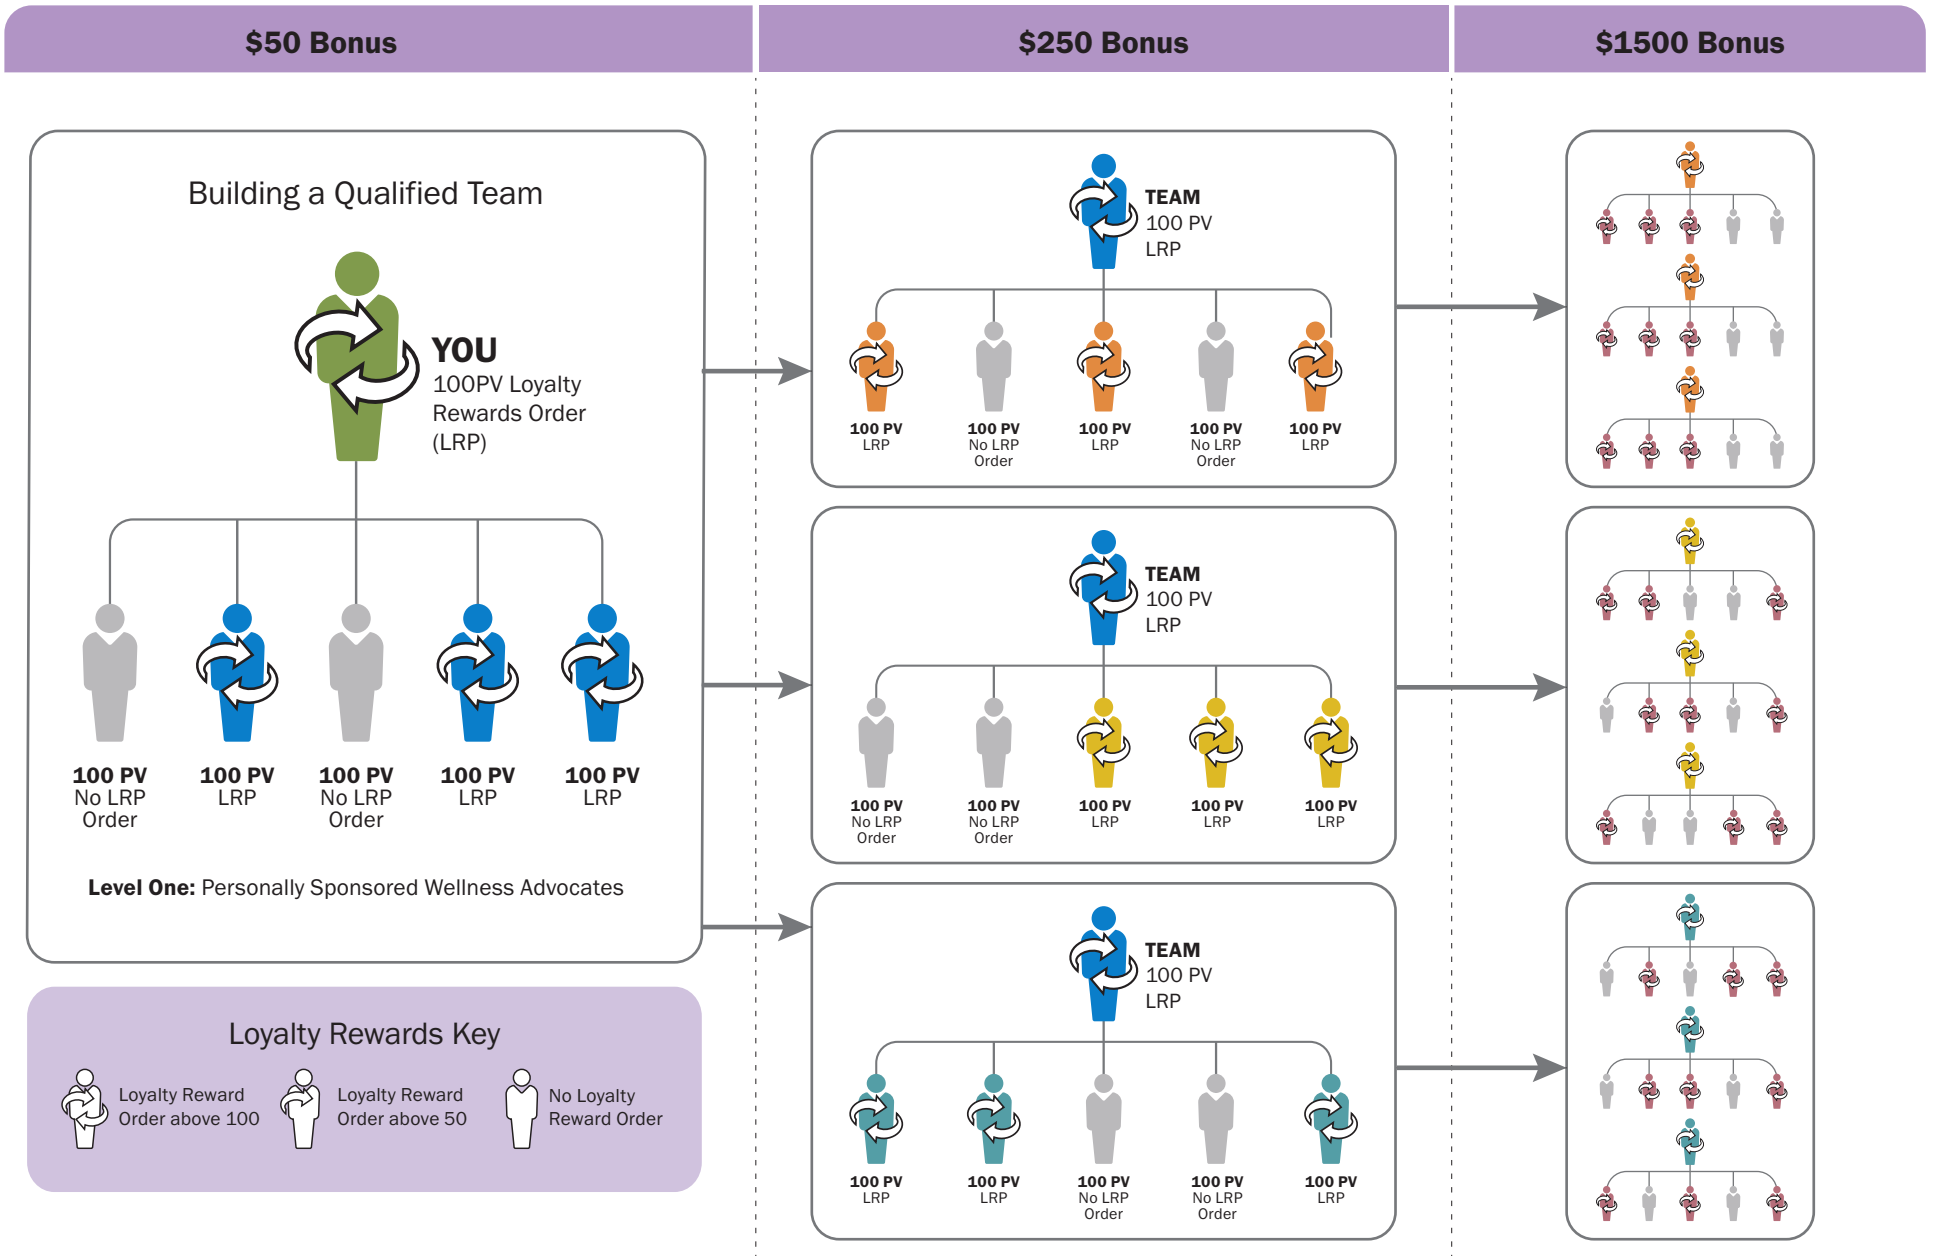 $50 Bonus
$250 Bonus
$1500 Bonus
Building a Qualified Team
YOU
100PV Loyalty
Rewards Order
(LRP)
100 PV
No LRP
Order
100 PV
LRP
100 PV
No LRP
Order
100 PV
LRP
100 PV
LRP
Level One: Personally Sponsored Wellness Advocates
Loyalty Rewards Key
Loyalty Reward
Order above 100
Loyalty Reward
Order above 50
No Loyalty
Reward Order
TEAM
100 PV
LRP
100 PV
LRP
100 PV
No LRP
Order
100 PV
LRP
100 PV
No LRP
Order
100 PV
LRP
TEAM
100 PV
LRP
100 PV
No LRP
Order
100 PV
No LRP
Order
100 PV
LRP
100 PV
LRP
100 PV
LRP
TEAM
100 PV
LRP
100 PV
LRP
100 PV
LRP
100 PV
No LRP
Order
100 PV
No LRP
Order
100 PV
LRP